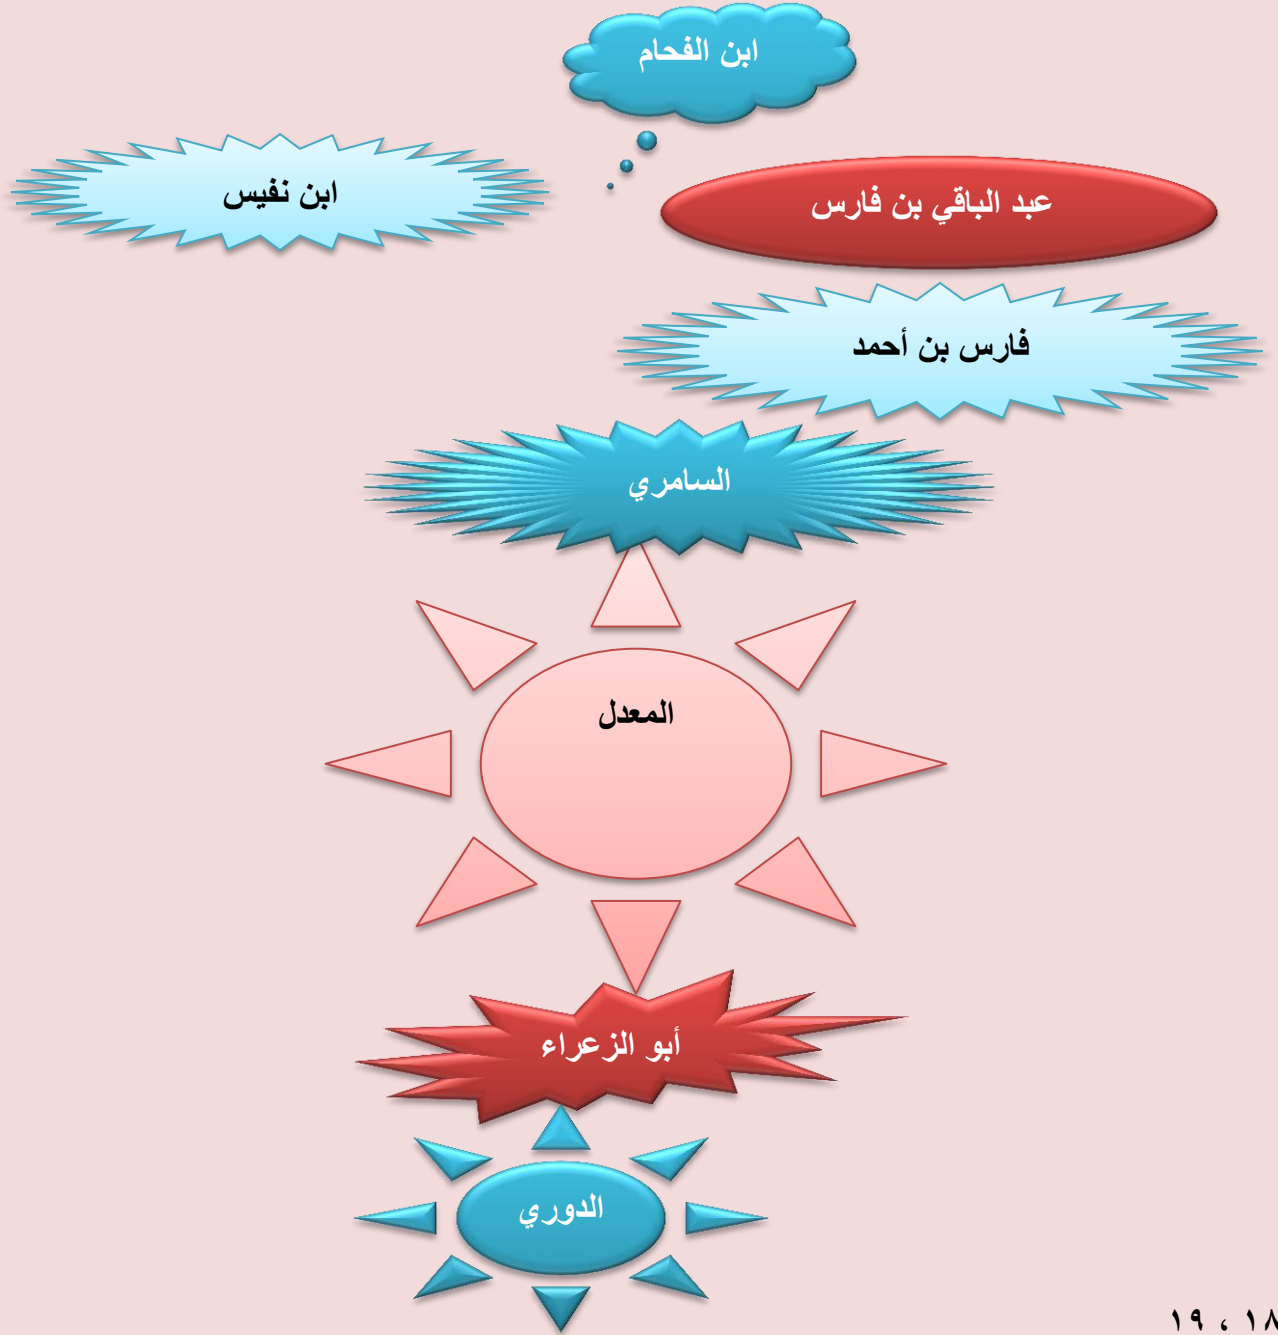 ابن الفحام
عبد الباقي بن فارس
ابن نفيس
فارس بن أحمد
السامري
المعدل
أبو الزعراء
الدوري
١٨ ، ١٩